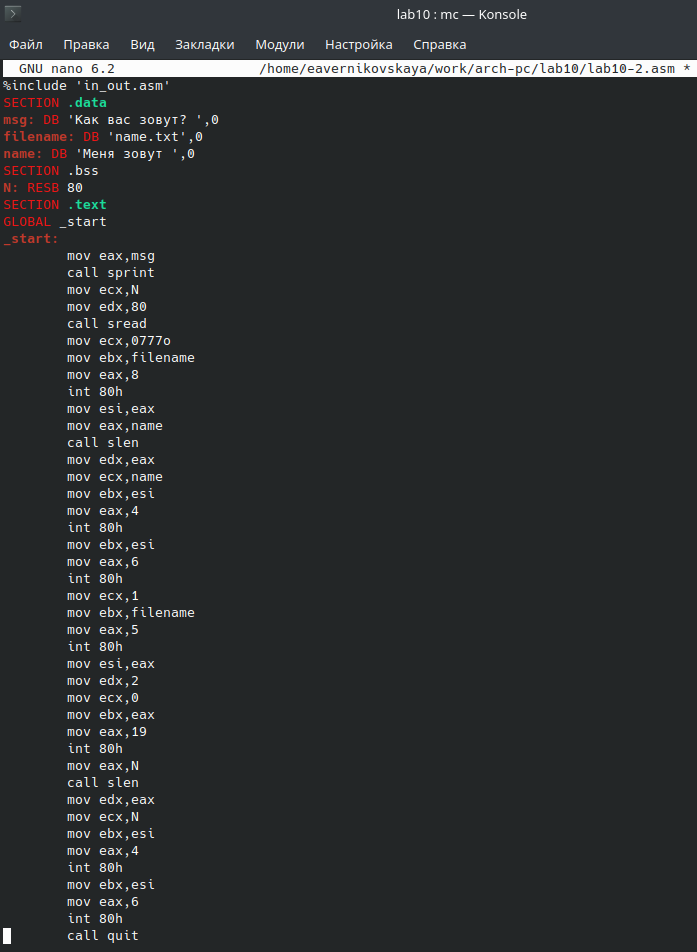 lab10 : mc — Konsole
Файл Правка Вид Закладки Модули Настройка Справка
GNU nano 6.2 /home/eavernikovskaya/work/arch-pc/lab10/lab10-2.asm *
%include 'in_out.asm'
SECTION .data
msg: DB 'Как вас зовут? ',0
filename: DB 'name.txt',0
name: DB 'Меня зовут ',0
SECTION .bss
N: RESB 80
SECTION .text
GLOBAL _start
_start:
mov eax,msg
call sprint
mov ecx,N
mov edx,80
call sread
mov ecx,0777o
mov ebx,filename
mov eax,8
int 80h
mov esi,eax
mov eax,name
call slen
mov edx,eax
mov ecx,name
mov ebx,esi
mov eax,4
int 80h
mov ebx,esi
mov eax,6
int 80h
mov ecx,1
mov ebx,filename
mov eax,5
int 80h
mov esi,eax
mov edx,2
mov ecx,0
mov ebx,eax
mov eax,19
int 80h
mov eax,N
call slen
mov edx,eax
mov ecx,N
mov ebx,esi
mov eax,4
int 80h
mov ebx,esi
mov eax,6
int 80h
call quit